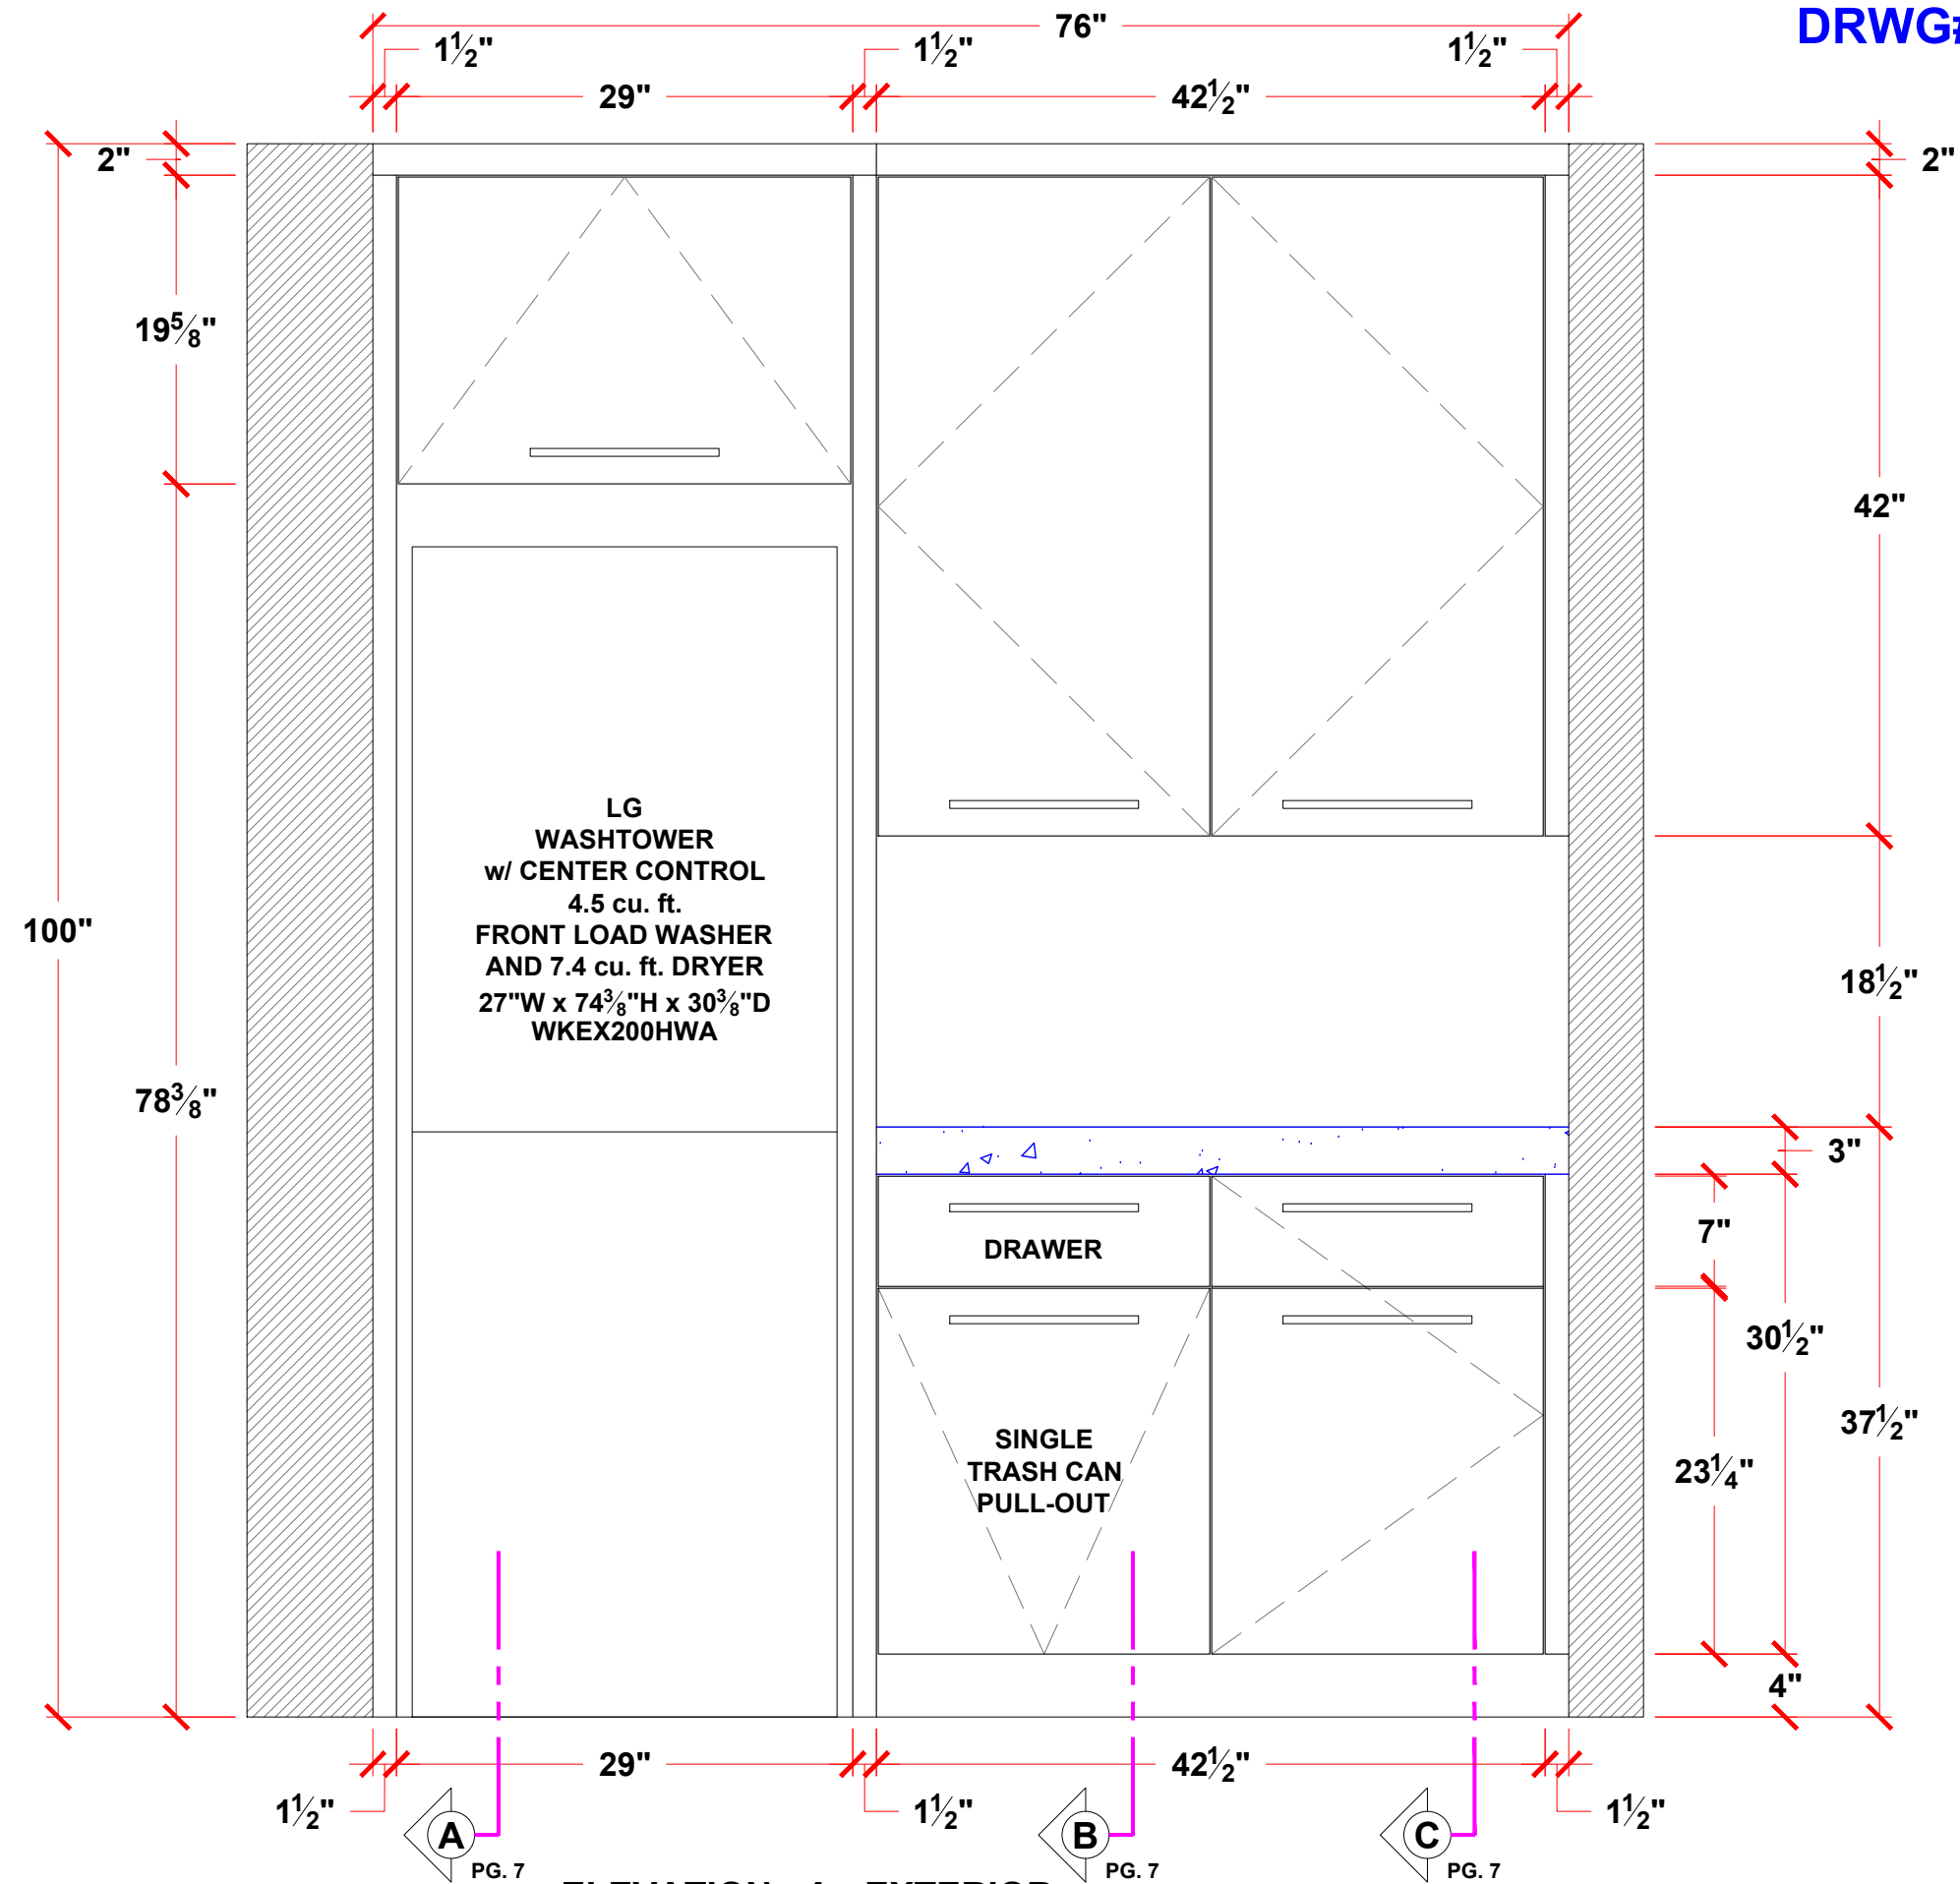 76"
DRWG#
1½"
1½"
1½"
29"
42½"
2"
2"
19⅝"
42"
LG
WASHTOWER
w/ CENTER CONTROL
4.5 cu. ft.
FRONT LOAD WASHER
AND 7.4 cu. ft. DRYER
27"W x 74⅜"H x 30⅜"D
WKEX200HWA
100"
18½"
78⅜"
3"
7"
DRAWER
30½"
37½"
SINGLE
TRASH CAN
PULL-OUT
23¼"
4"
29"
42½"
1½"
1½"
1½"
A
B
C
PG. 7
PG. 7
PG. 7
ELEVATION - A - EXTERIOR